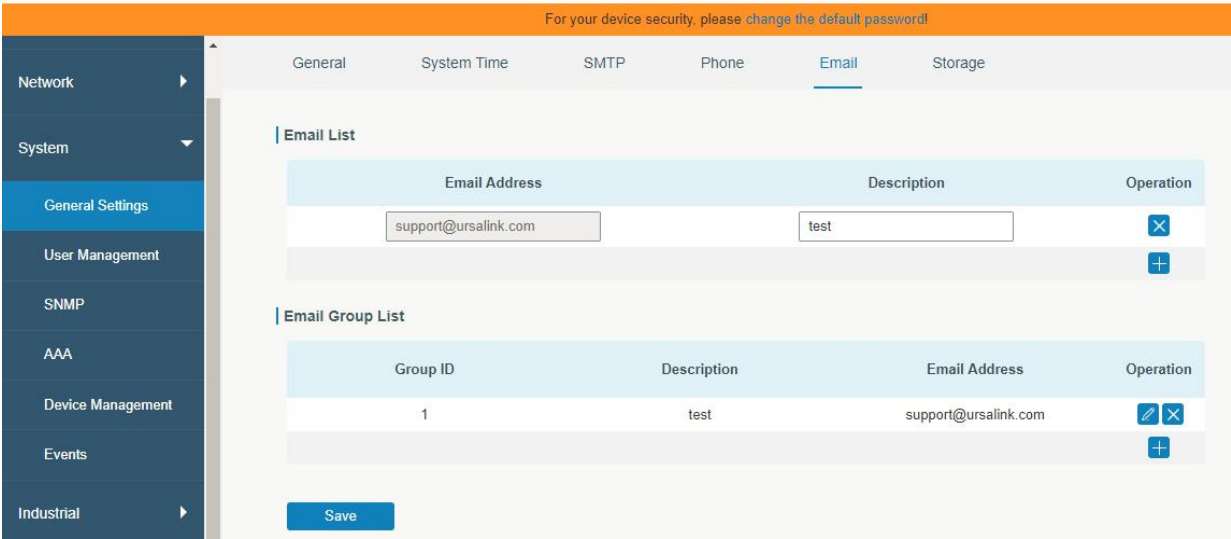 For your device security, please change the default password!
Network
System
General Settings
User Management
SNMP
AAA
Device Management
Events
Industrial
General System Time SMTP Phone Email Storage
Email List
Email Address Description Operation
support@ursalink.com test
Email Group List
Group ID Description Email Address Operation
1 test support@ursalink.com
Save